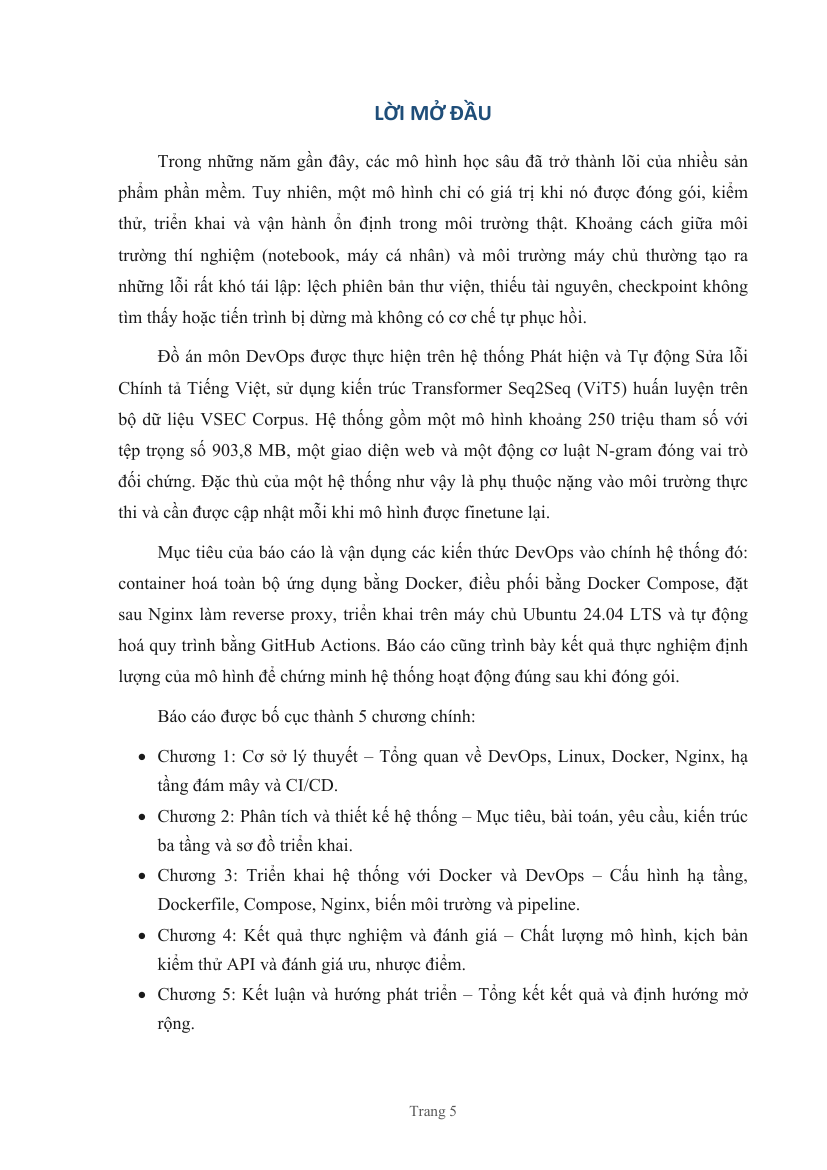 LỜI MỞ ĐẦU
Trong những năm gần đây, các mô hình học sâu đã trở thành lõi của nhiều sản
phẩm phần mềm. Tuy nhiên, một mô hình chỉ có giá trị khi nó được đóng gói, kiểm
thử, triển khai và vận hành ổn định trong môi trường thật. Khoảng cách giữa môi
trường thí nghiệm (notebook, máy cá nhân) và môi trường máy chủ thường tạo ra
những lỗi rất khó tái lập: lệch phiên bản thư viện, thiếu tài nguyên, checkpoint không
tìm thấy hoặc tiến trình bị dừng mà không có cơ chế tự phục hồi.
Đồ án môn DevOps được thực hiện trên hệ thống Phát hiện và Tự động Sửa lỗi
Chính tả Tiếng Việt, sử dụng kiến trúc Transformer Seq2Seq (ViT5) huấn luyện trên
bộ dữ liệu VSEC Corpus. Hệ thống gồm một mô hình khoảng 250 triệu tham số với
tệp trọng số 903,8 MB, một giao diện web và một động cơ luật N-gram đóng vai trò
đối chứng. Đặc thù của một hệ thống như vậy là phụ thuộc nặng vào môi trường thực
thi và cần được cập nhật mỗi khi mô hình được finetune lại.
Mục tiêu của báo cáo là vận dụng các kiến thức DevOps vào chính hệ thống đó:
container hoá toàn bộ ứng dụng bằng Docker, điều phối bằng Docker Compose, đặt
sau Nginx làm reverse proxy, triển khai trên máy chủ Ubuntu 24.04 LTS và tự động
hoá quy trình bằng GitHub Actions. Báo cáo cũng trình bày kết quả thực nghiệm định
lượng của mô hình để chứng minh hệ thống hoạt động đúng sau khi đóng gói.
Báo cáo được bố cục thành 5 chương chính:
• Chương 1: Cơ sở lý thuyết – Tổng quan về DevOps, Linux, Docker, Nginx, hạ
tầng đám mây và CI/CD.
• Chương 2: Phân tích và thiết kế hệ thống – Mục tiêu, bài toán, yêu cầu, kiến trúc
ba tầng và sơ đồ triển khai.
• Chương 3: Triển khai hệ thống với Docker và DevOps – Cấu hình hạ tầng,
Dockerfile, Compose, Nginx, biến môi trường và pipeline.
• Chương 4: Kết quả thực nghiệm và đánh giá – Chất lượng mô hình, kịch bản
kiểm thử API và đánh giá ưu, nhược điểm.
• Chương 5: Kết luận và hướng phát triển – Tổng kết kết quả và định hướng mở
rộng.
Trang 5